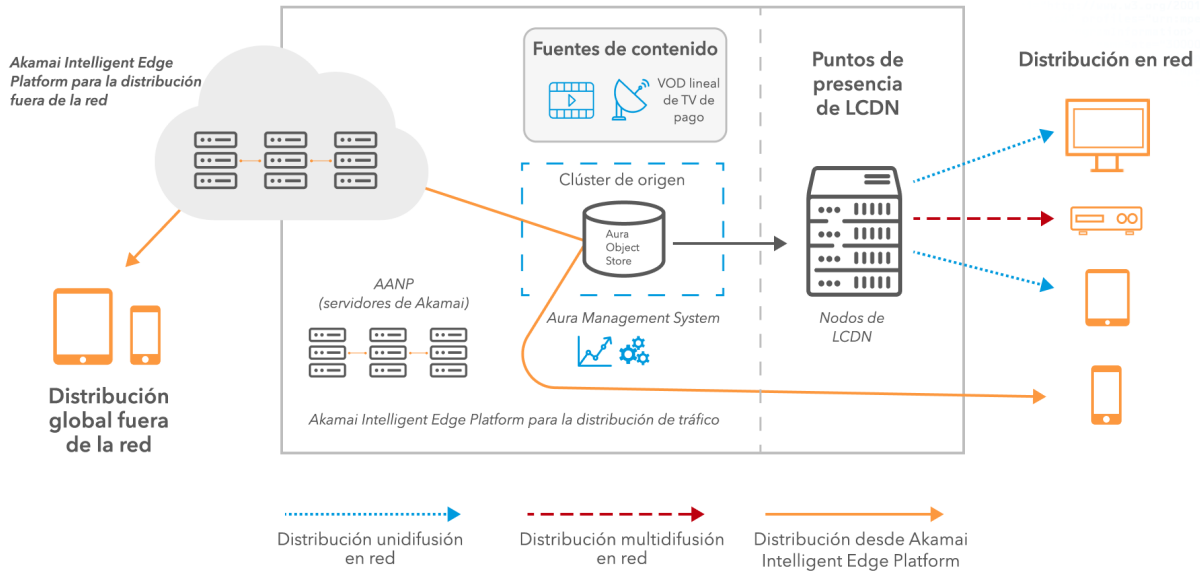 Akamai Intelligent Edge
Platform para la distribución
fuera de la red
Fuentes de contenido
VOD lineal
de TV de
pago
Puntos de
presencia
de LCDN
Distribución en red
Clúster de origen
Aura
Object
Store
AANP
(servidores de Akamai)
Aura Management System
Nodos de
LCDN
Distribución
global fuera
de la red
Akamai Intelligent Edge Platform para la distribución de tráfico
Distribución unidifusión
en red
Distribución multidifusión
en red
Distribución desde Akamai
Intelligent Edge Platform